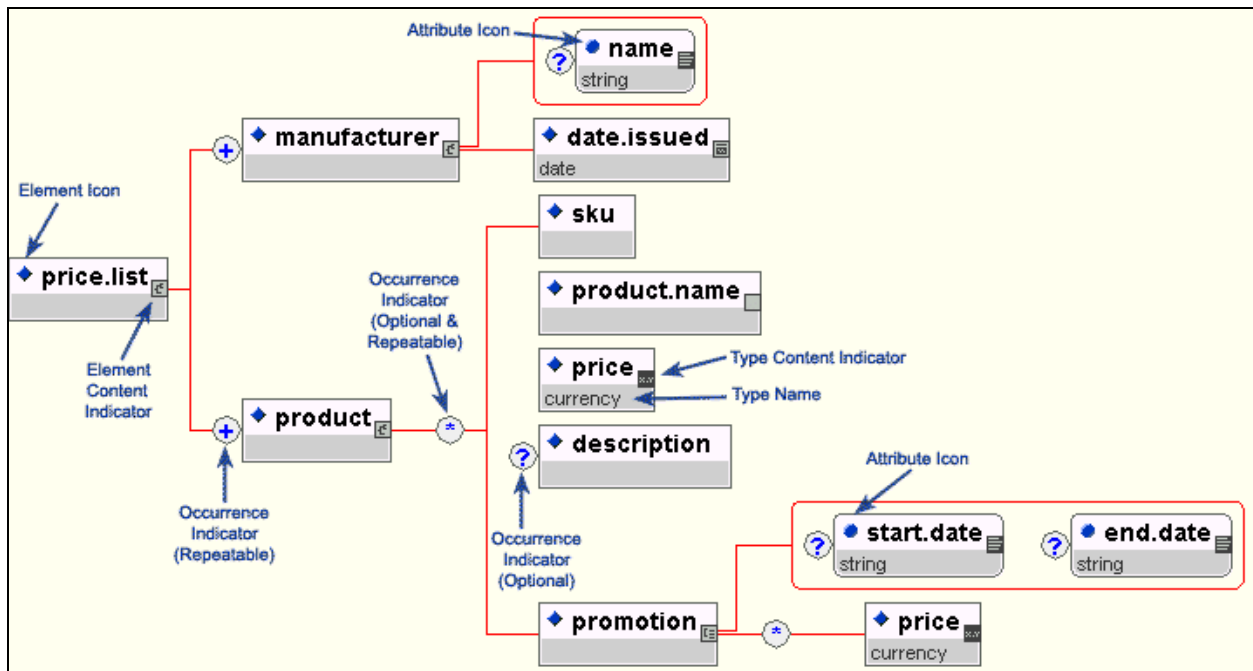 Attribute Icon
?
name
string
+
manufacturer
date.issued
date
Element Icon
price.list
sku
Occurrence
Indicator
(Optional &
Repeatable)
product.name
Element
Content
Indicator
price
x.y
currency
Type Content Indicator
Type Name
+
product
*
?
description
Occurrence
Indicator
(Repeatable)
Occurrence
Indicator
(Optional)
Attribute Icon
?
start.date
string
?
end.date
string
promotion
*
price
x.y
currency